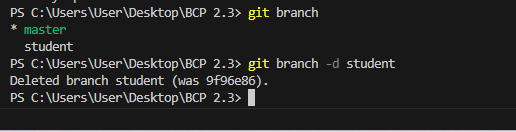 PS C:\Users\User\Desktop\BCP 2.3> git branch
* master
  student
PS C:\Users\User\Desktop\BCP 2.3> git branch -d student
Deleted branch student (was 9f96e86).
PS C:\Users\User\Desktop\BCP 2.3>